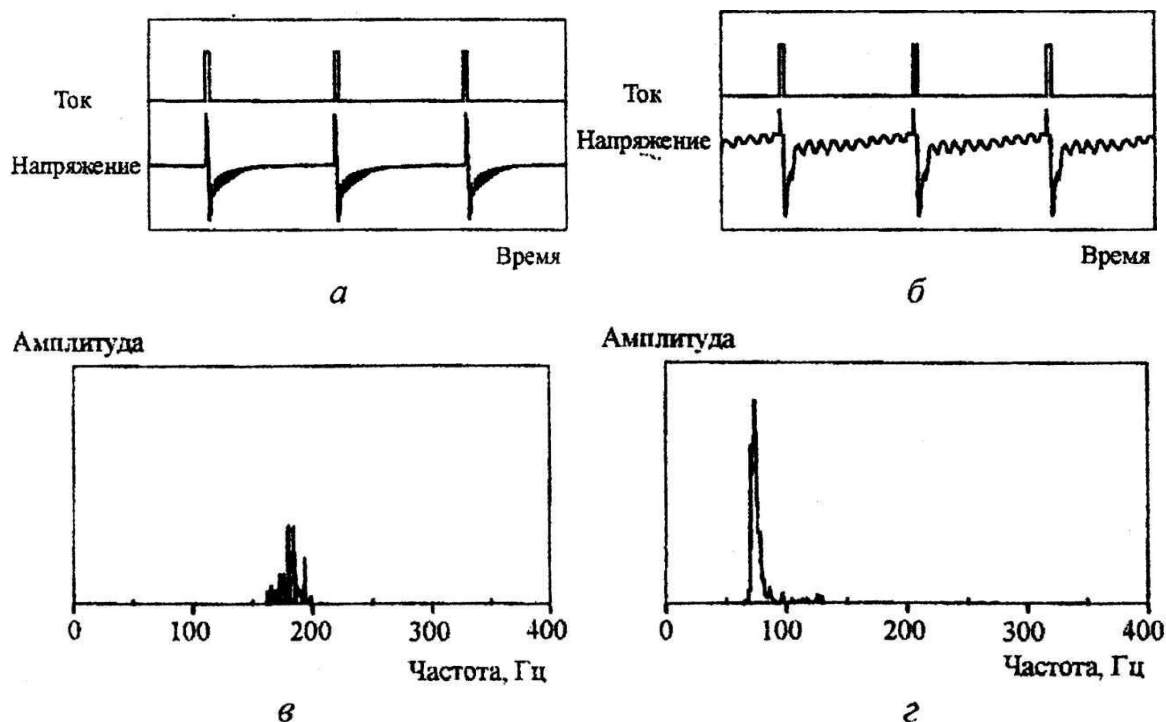 Ток
Напряжение
Время
а
Ток
Напряжение
Время
б
Амплитуда
0 100 200 300 400
Частота, Гц
в
Амплитуда
0 100 200 300 400
Частота, Гц
г